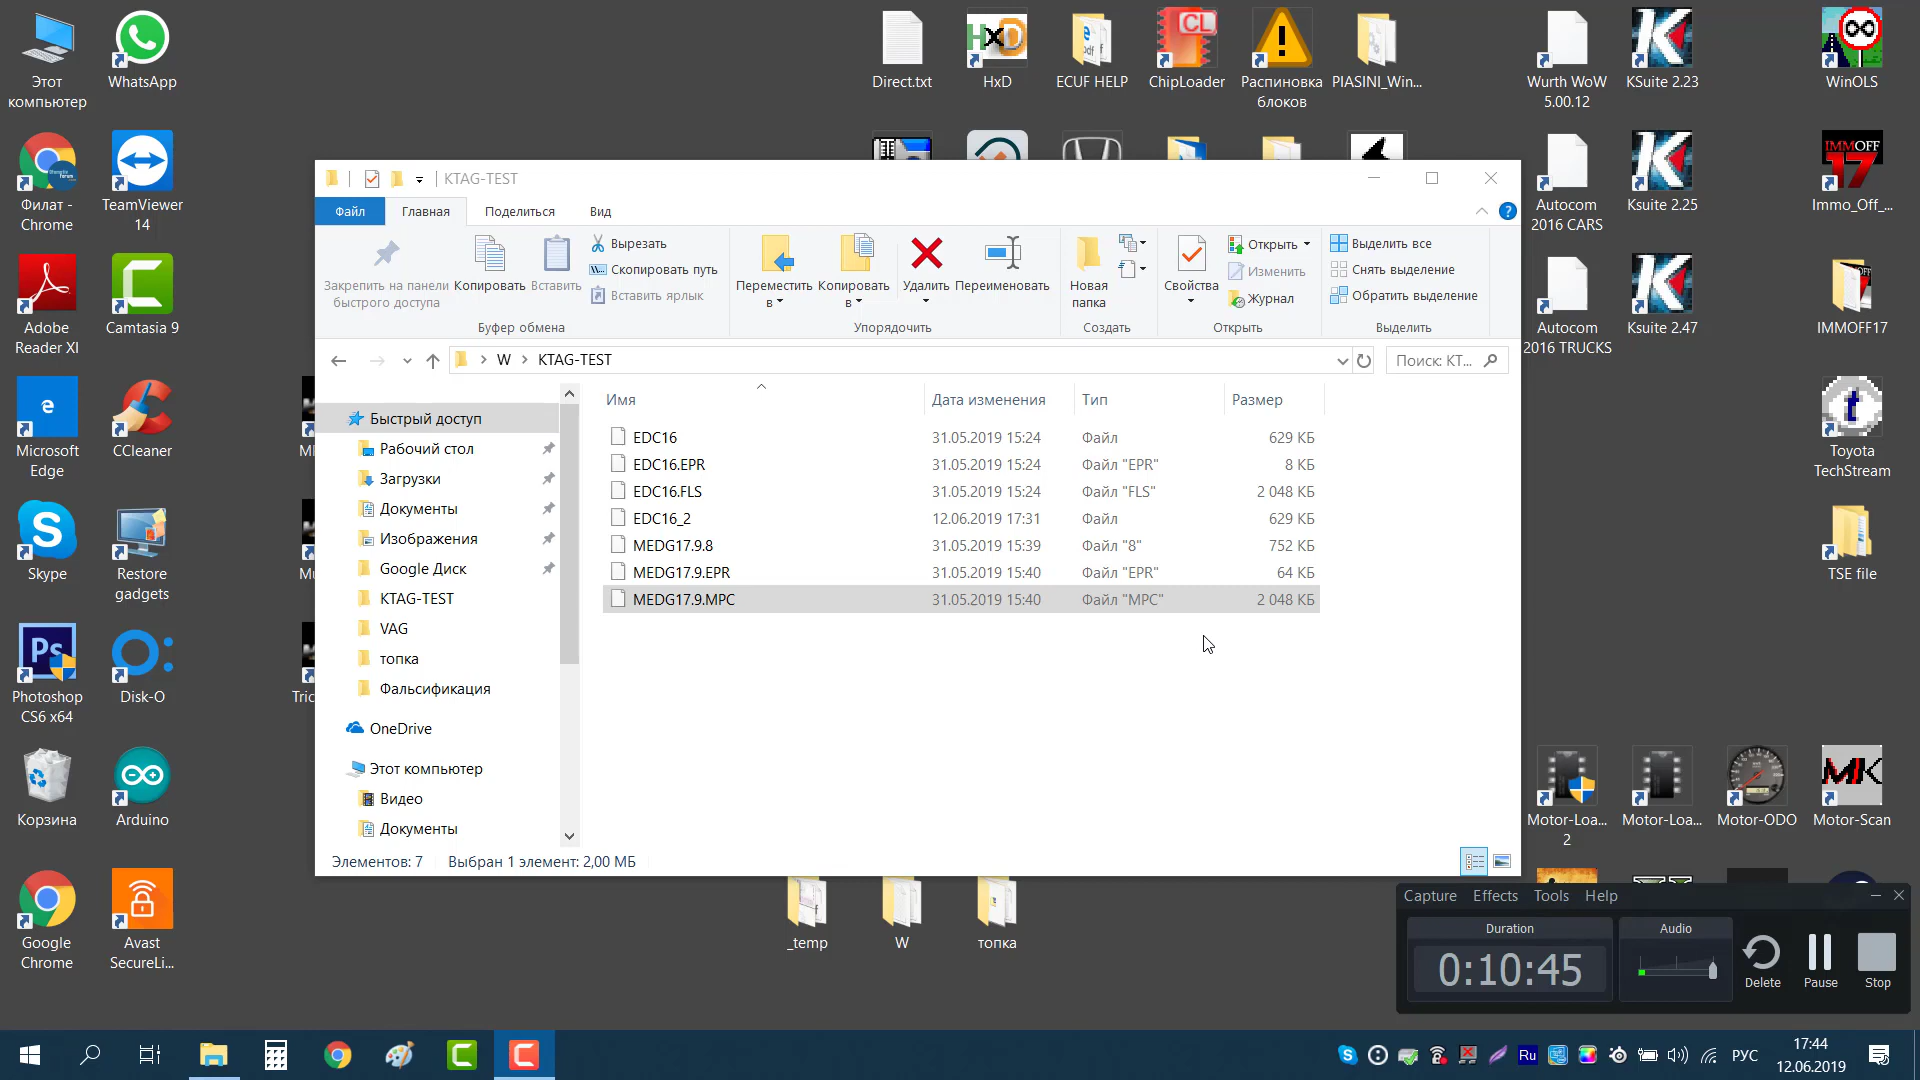 Этот
компьютер
WhatsApp
Direct.txt
HxD
ECUF HELP
ChipLoader
Распиновка
блоков
PIASINI_Win...
Wurth WoW
5.00.12
KSuite 2.23
WinOLS
Филат -
Chrome
TeamViewer
14
Autocom
2016 CARS
Ksuite 2.25
IMMOFF
17
Immo_Off_...
KTAG-TEST
Файл
Главная
Поделиться
Вид
Закрепить на панели
быстрого доступа
Копировать
Вставить
Вырезать
Скопировать путь
Вставить ярлык
Буфер обмена
Переместить
в
Копировать
в
Удалить
Переименовать
Упорядочить
Новая
папка
Создать
Свойства
Открыть
Изменить
Журнал
Открыть
Выделить все
Снять выделение
Обратить выделение
Выделить
Adobe
Reader XI
Camtasia 9
Autocom
2016 TRUCKS
Ksuite 2.47
IMMOFF17
W
KTAG-TEST
Поиск: КТ...
Имя
Дата изменения
Тип
Размер
EDC16 31.05.2019 15:24 Файл 629 КБ
EDC16.EPR 31.05.2019 15:24 Файл "EPR" 8 КБ
EDC16.FLS 31.05.2019 15:24 Файл "FLS" 2 048 КБ
EDC16_2 12.06.2019 17:31 Файл 629 КБ
MEDG17.9.8 31.05.2019 15:39 Файл "8" 752 КБ
MEDG17.9.EPR 31.05.2019 15:40 Файл "EPR" 64 КБ
MEDG17.9.MPC 31.05.2019 15:40 Файл "MPC" 2 048 КБ
Быстрый доступ
Рабочий стол
Загрузки
Документы
Изображения
Google Диск
KTAG-TEST
VAG
топка
Фальсификация
OneDrive
Этот компьютер
Видео
Документы
Элементов: 7
Выбран 1 элемент: 2,00 МБ
Microsoft
Edge
CCleaner
Toyota
TechStream
Skype
Restore
gadgets
TSE file
Photoshop
CS6 x64
Disk-O
Tric
Корзина
Arduino
Motor-Loa...
2
Motor-Loa...
Motor-ODO
Motor-Scan
Google
Chrome
Avast
SecureLi...
_temp
W
топка
Capture
Effects
Tools
Help
Duration
0:10:45
Audio
Delete
Pause
Stop
Ru
РУС
17:44
12.06.2019